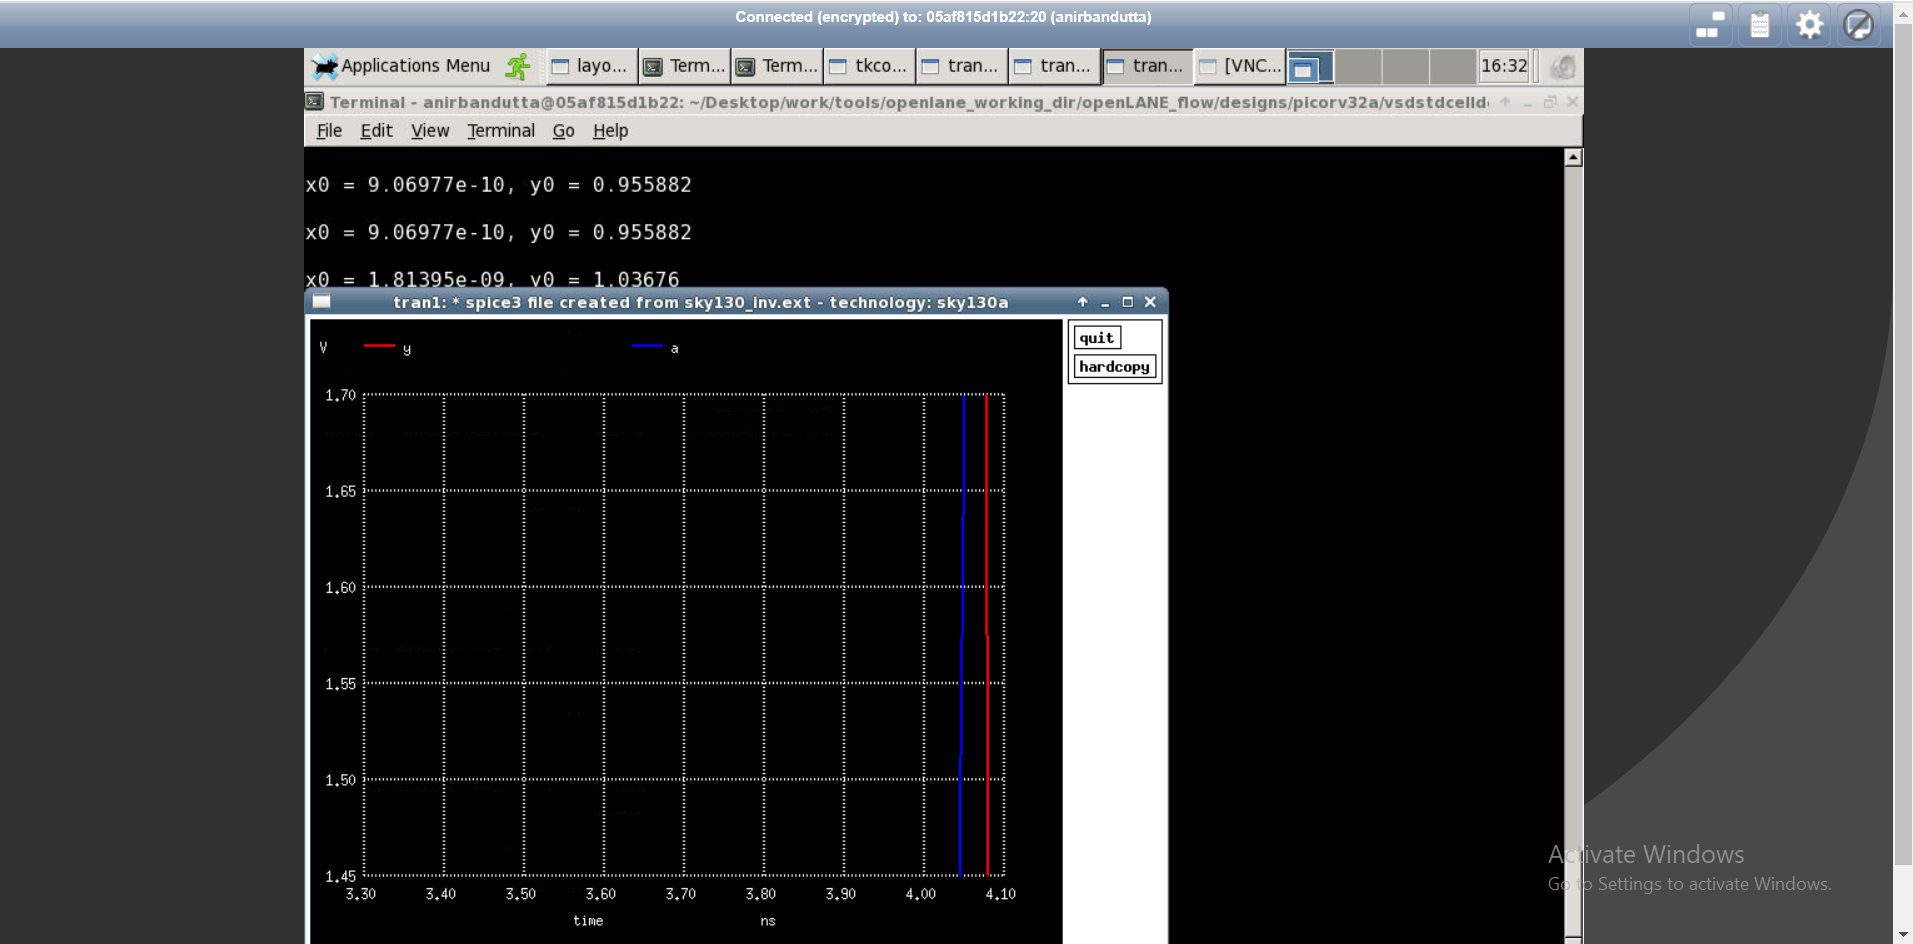 Connected (encrypted) to: 05af815d1b22:20 (anirbandutta)
Applications Menu layo... Term... Term... tkco... tran... tran... tran... [VNC... 16:32
Terminal - anirbandutta@05af815d1b22: ~/Desktop/work/tools/openlane_working_dir/openLANE_flow/designs/picorv32a/vsdstdcelld
File Edit View Terminal Go Help
x0 = 9.06977e-10, y0 = 0.955882
x0 = 9.06977e-10, y0 = 0.955882
x0 = 1.81395e-09, y0 = 1.03676
tran1: * spice3 file created from sky130_inv.ext - technology: sky130a
quit
hardcopy
V y a
1.70
1.65
1.60
1.55
1.50
1.45
3.30 3.40 3.50 3.60 3.70 3.80 3.90 4.00 4.10
time ns
Activate Windows
Go to Settings to activate Windows.